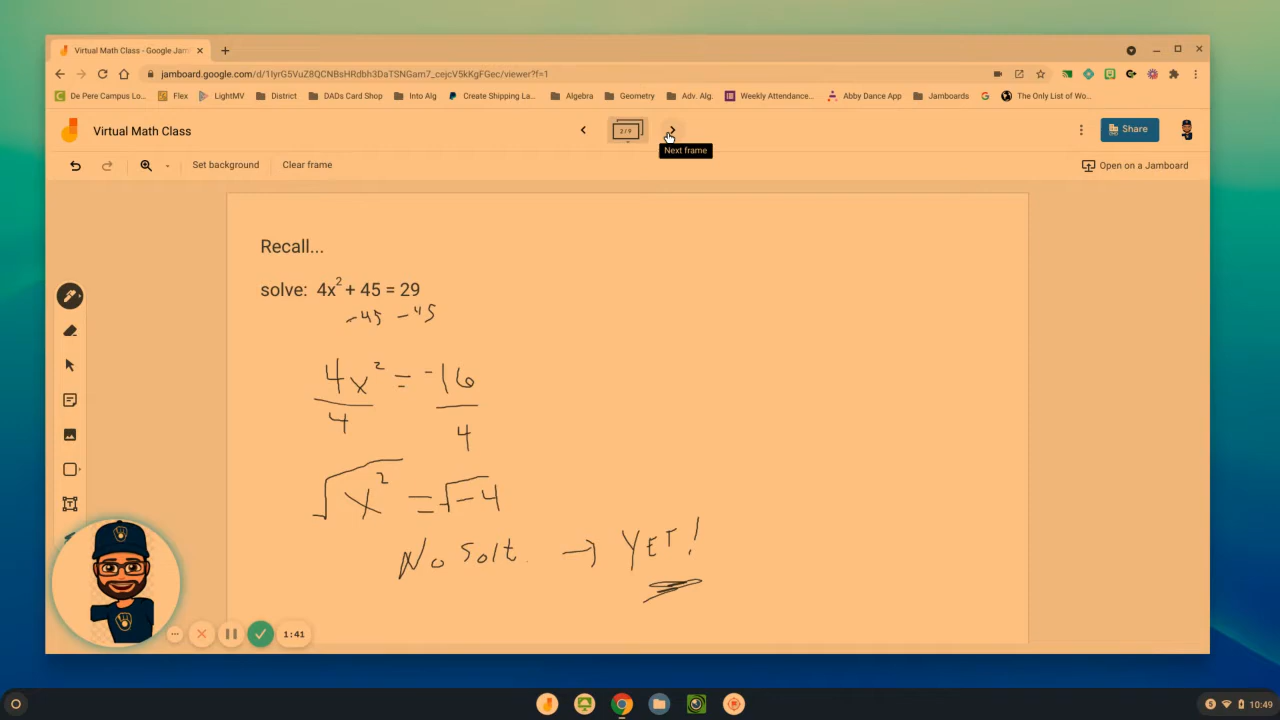 Virtual Math Class - Google Jam
jamboard.google.com/d/1IyrG5VuZ8QCNBsHRdbh3DaTSNGam7_cejcV5kKgFGec/viewer?f=1
De Pere Campus Lo... Flex LightMV District DADs Card Shop Into Alg Create Shipping La... Algebra Geometry Adv. Alg. Weekly Attendance... Abby Dance App Jamboards The Only List of Wo...
Virtual Math Class 2/9 Share
Next frame
Set background Clear frame Open on a Jamboard
Recall...
solve: 4x² + 45 = 29
-45 -45
4x² = -16
4 4
√x² = √-4
No Solt. → YET!
1:41
5 10:49